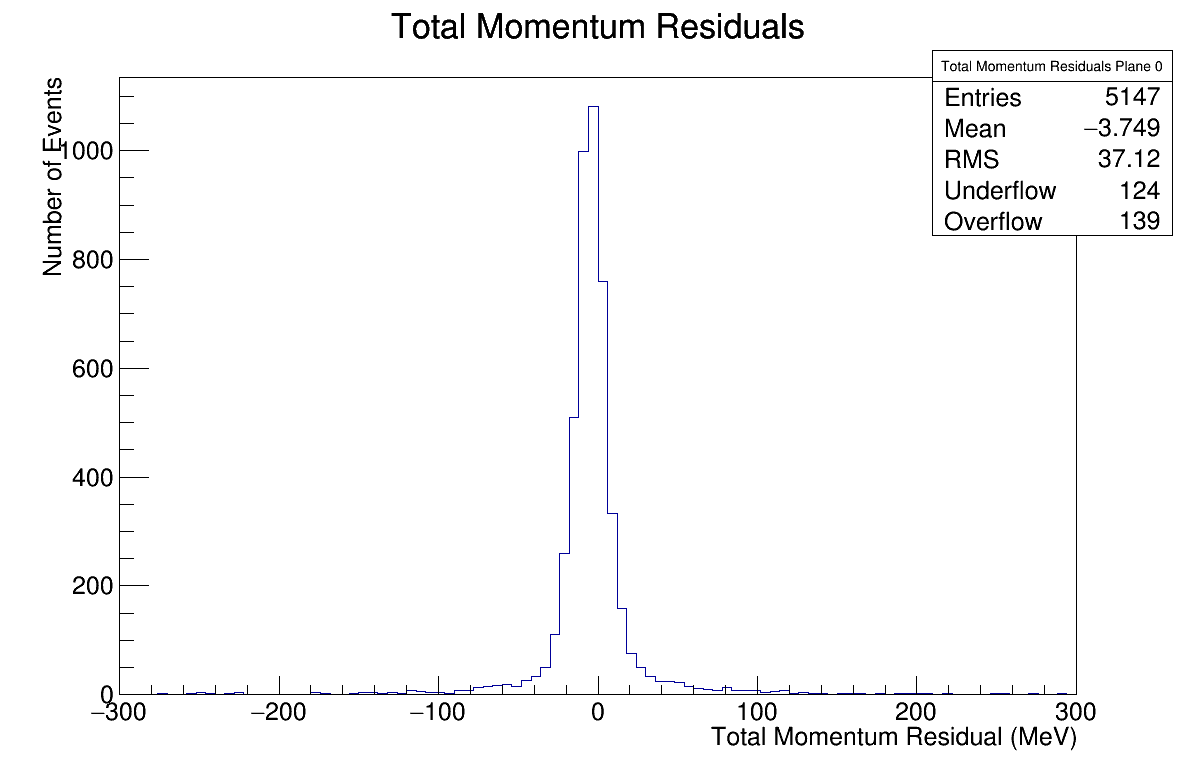 Total Momentum Residuals
Total Momentum Residuals Plane 0
Entries 5147
Mean −3.749
RMS 37.12
Underflow 124
Overflow 139
Number of Events
1000
800
600
400
200
0
−300 −200 −100 0 100 200 300
Total Momentum Residual (MeV)